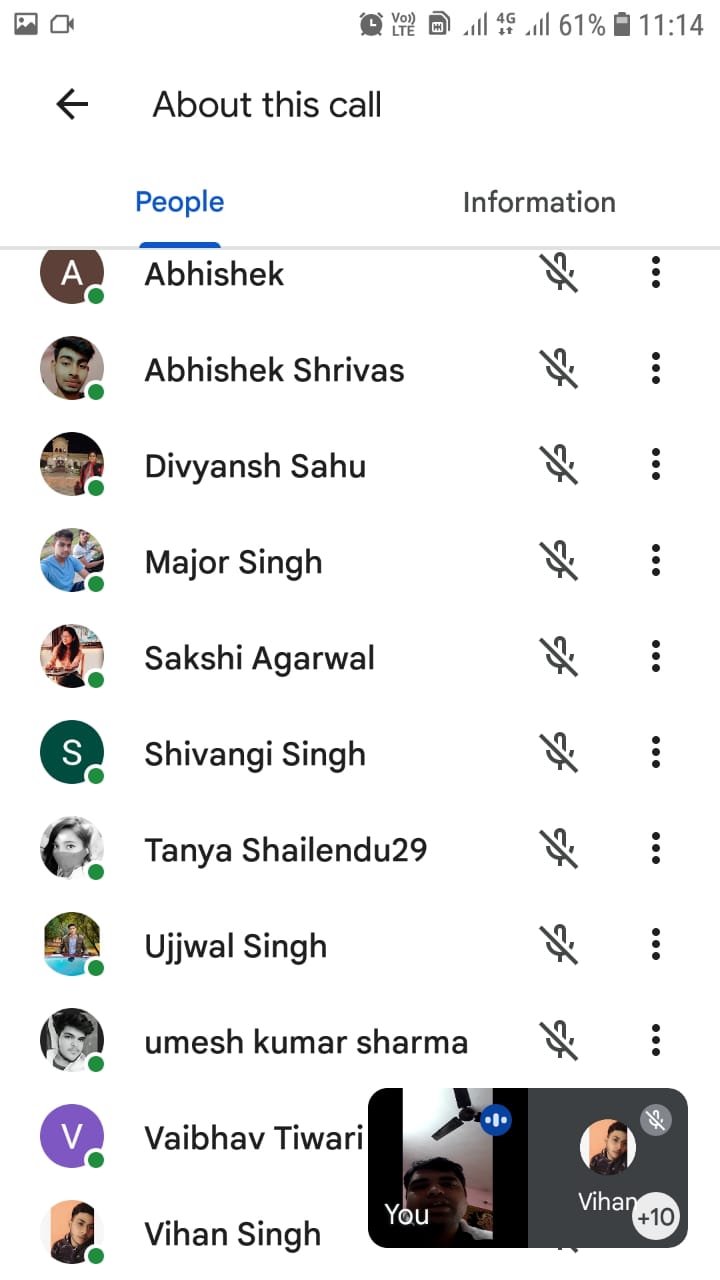 Vo))
LTE
4G
61%
11:14
About this call
People
Information
A
Abhishek
Abhishek Shrivas
Divyansh Sahu
Major Singh
Sakshi Agarwal
S
Shivangi Singh
Tanya Shailendu29
Ujjwal Singh
umesh kumar sharma
V
Vaibhav Tiwari
Vihan Singh
You
Vihan
+10